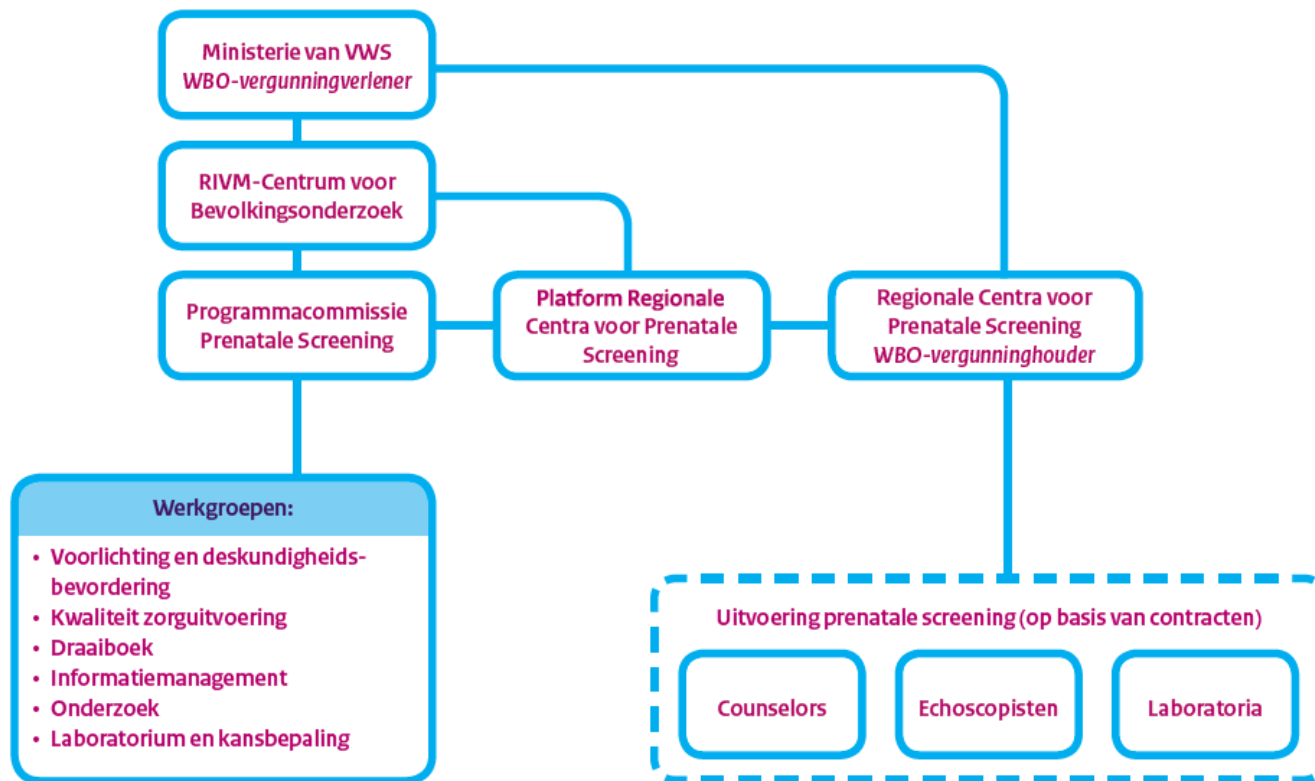 Ministerie van VWS
WBO-vergunningverlener
RIVM-Centrum voor
Bevolkingsonderzoek
Programmacommissie
Prenatale Screening
Platform Regionale
Centra voor Prenatale
Screening
Regionale Centra voor
Prenatale Screening
WBO-vergunninghouder
Werkgroepen:
• Voorlichting en deskundigheids-
bevordering
• Kwaliteit zorguitvoering
• Draaiboek
• Informatiemanagement
• Onderzoek
• Laboratorium en kansbepaling
Uitvoering prenatale screening (op basis van contracten)
Counselors
Echoscopisten
Laboratoria